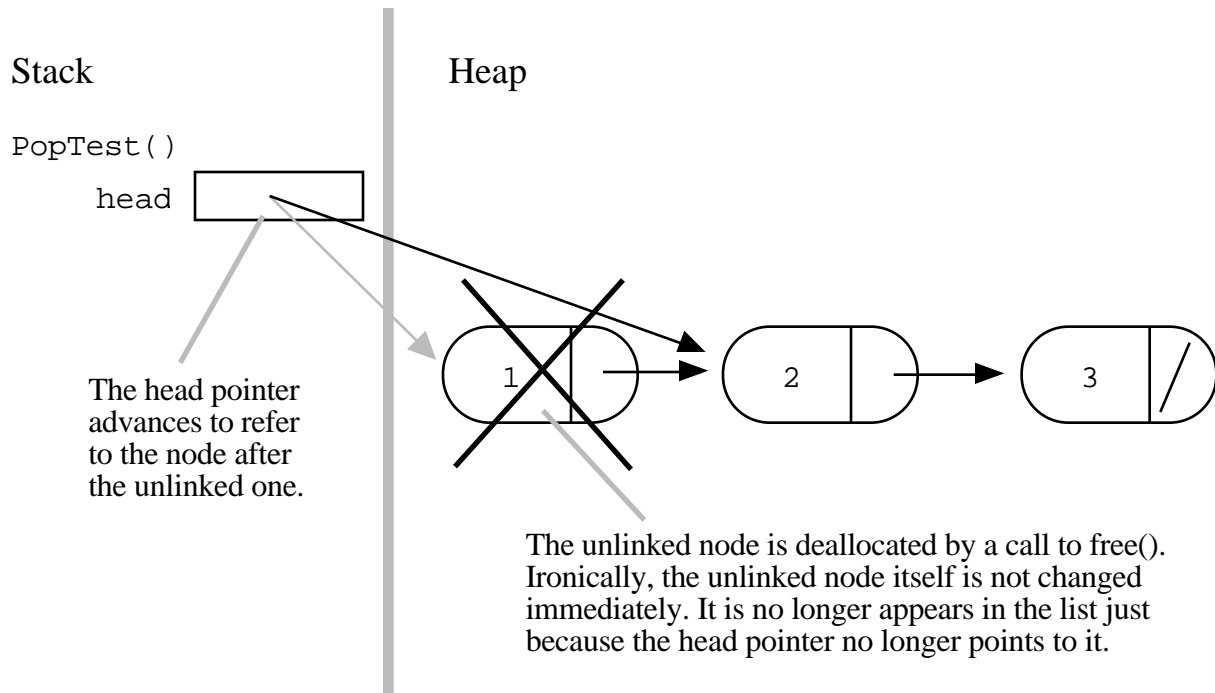 Stack
Heap
PopTest()
head
1
2
3
The head pointer
advances to refer
to the node after
the unlinked one.
The unlinked node is deallocated by a call to free().
Ironically, the unlinked node itself is not changed
immediately. It is no longer appears in the list just
because the head pointer no longer points to it.